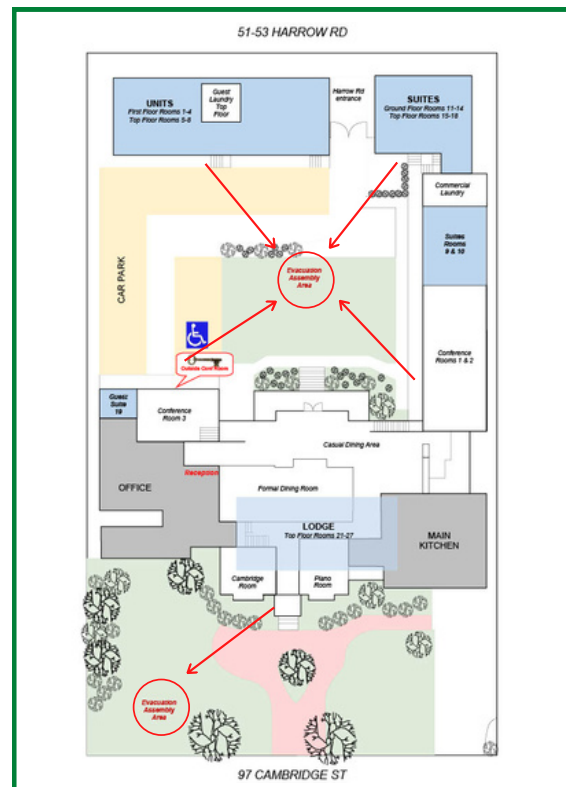 51-53 HARROW RD
UNITS
First Floor Rooms 1-4
Top Floor Rooms 5-8
Guest
Laundry
Top
Floor
Harrow Rd
entrance
SUITES
Ground Floor Rooms 11-14
Top Floor Rooms 15-18
Commercial
Laundry
Suites
Rooms
9 & 10
CAR PARK
Evacuation
Assembly
Area
Conference
Rooms 1 & 2
Guest
Suite
19
Conference
Room 3
Casual Dining Area
Reception
OFFICE
Formal Dining Room
LODGE
Top Floor Rooms 21-27
MAIN
KITCHEN
Cambridge
Room
Piano
Room
Evacuation
Assembly
Area
97 CAMBRIDGE ST